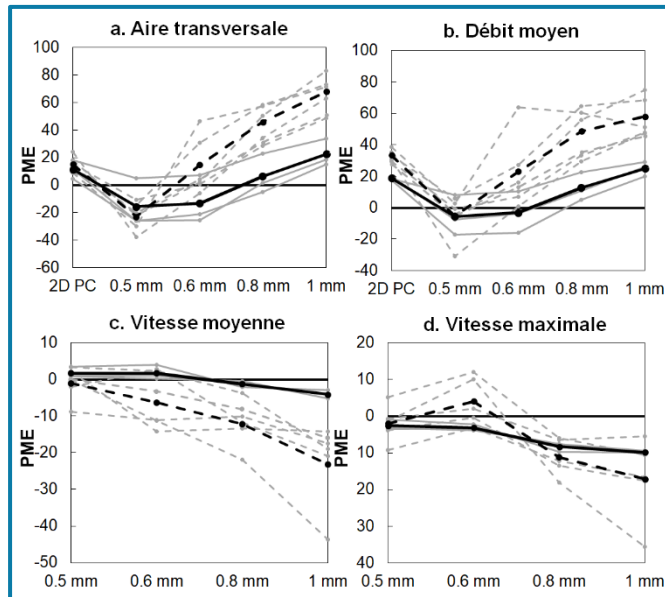 a. Aire transversale
PME
100
80
60
40
20
0
-20
-40
-60
2D PC 0.5 mm 0.6 mm 0.8 mm 1 mm
b. Débit moyen
PME
100
80
60
40
20
0
-20
-40
2D PC 0.5 mm 0.6 mm 0.8 mm 1 mm
c. Vitesse moyenne
PME
10
0
-10
-20
-30
-40
-50
0.5 mm 0.6 mm 0.8 mm 1 mm
d. Vitesse maximale
PME
20
10
0
10
20
30
40
0.5 mm 0.6 mm 0.8 mm 1 mm